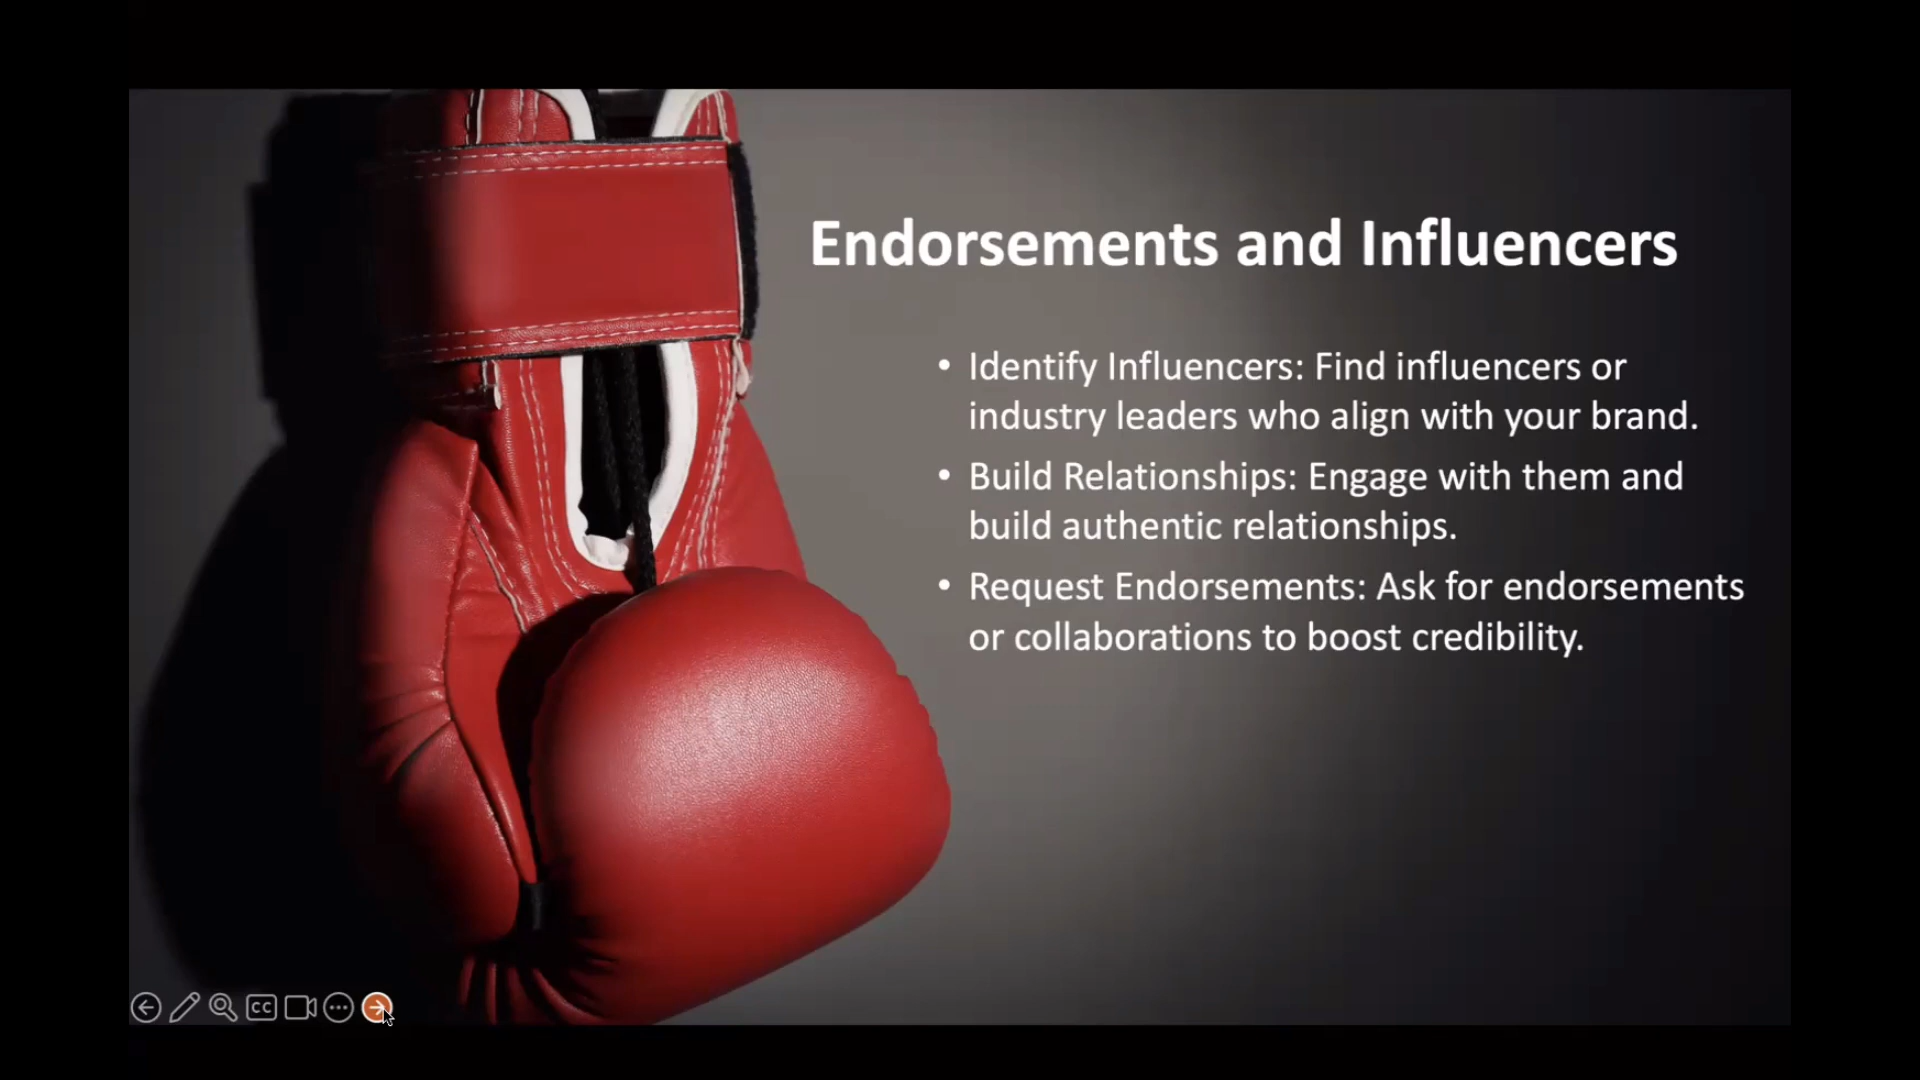 Endorsements and Influencers
• Identify Influencers: Find influencers or
industry leaders who align with your brand.
• Build Relationships: Engage with them and
build authentic relationships.
• Request Endorsements: Ask for endorsements
or collaborations to boost credibility.
CC